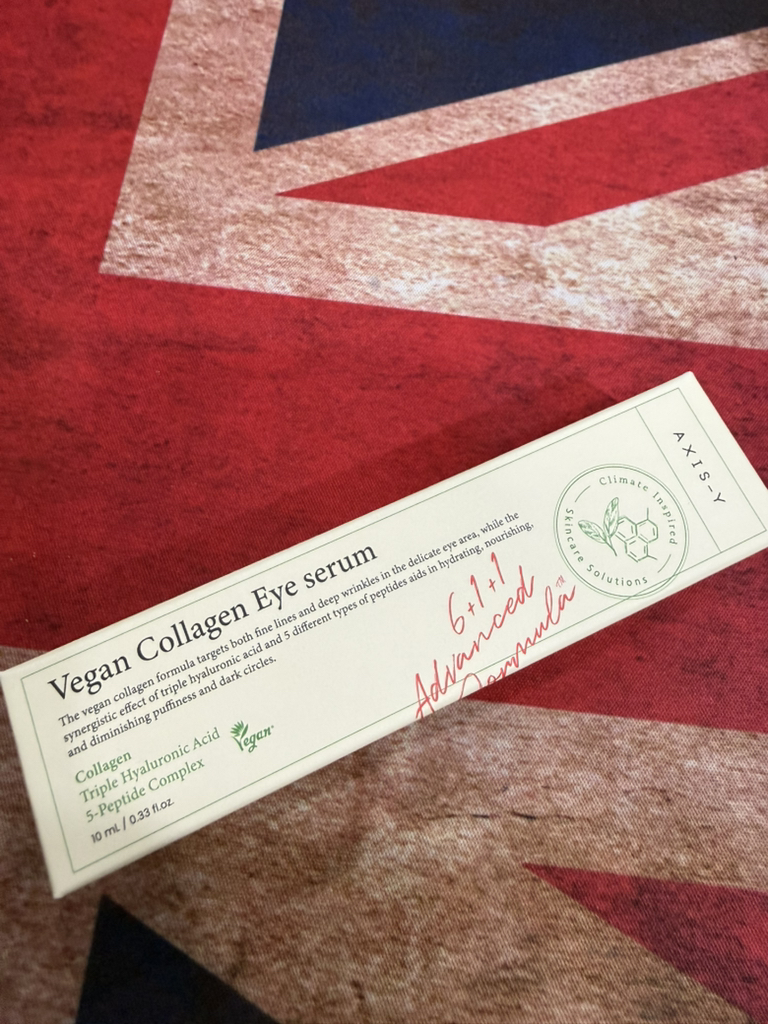 AXIS-Y
Climate Inspired
Skincare Solutions
Vegan Collagen Eye serum
The vegan collagen formula targets both fine lines and deep wrinkles in the delicate eye area, while the
synergistic effect of triple hyaluronic acid and 5 different types of peptides aids in hydrating, nourishing,
and diminishing puffiness and dark circles.
6+1+1
Advanced
Formula™
Collagen
Triple Hyaluronic Acid
5-Peptide Complex
Vegan
10 mL / 0.33 fl.oz.